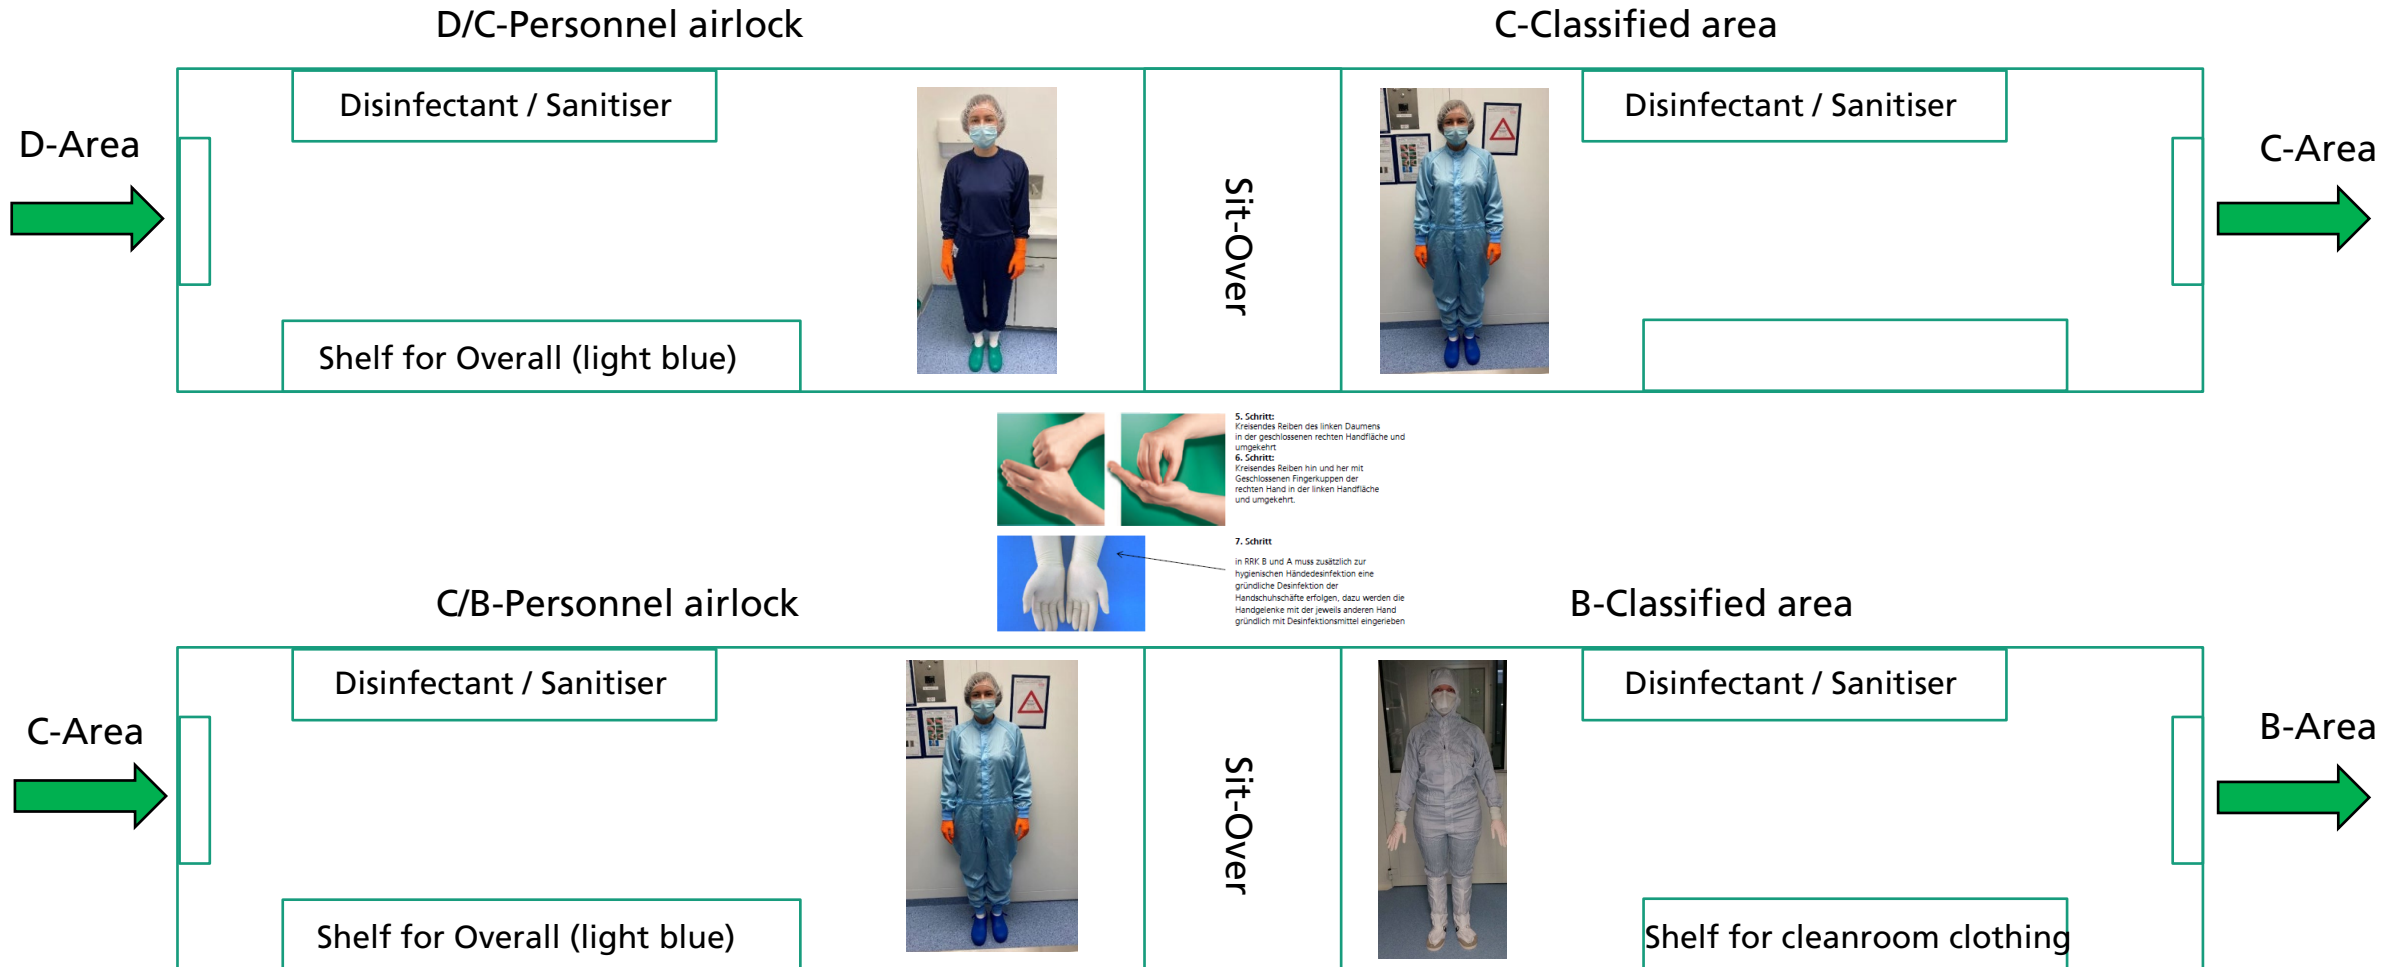 D/C-Personnel airlock
C-Classified area
Disinfectant / Sanitiser
Disinfectant / Sanitiser
D-Area
C-Area
Sit-Over
Shelf for Overall (light blue)
5. Schritt:
Kreisendes Reiben des linken Daumens
in der geschlossenen rechten Handfläche und
umgekehrt
6. Schritt:
Kreisendes Reiben hin und her mit
Geschlossenen Fingerkuppen der
rechten Hand in der linken Handfläche
und umgekehrt.
7. Schritt
in RRK B und A muss zusätzlich zur
hygienischen Händedesinfektion eine
gründliche Desinfektion der
Handschuhschäfte erfolgen, dazu werden die
Handgelenke mit der jeweils anderen Hand
gründlich mit Desinfektionsmittel eingerieben
C/B-Personnel airlock
B-Classified area
Disinfectant / Sanitiser
Disinfectant / Sanitiser
C-Area
B-Area
Sit-Over
Shelf for Overall (light blue)
Shelf for cleanroom clothing